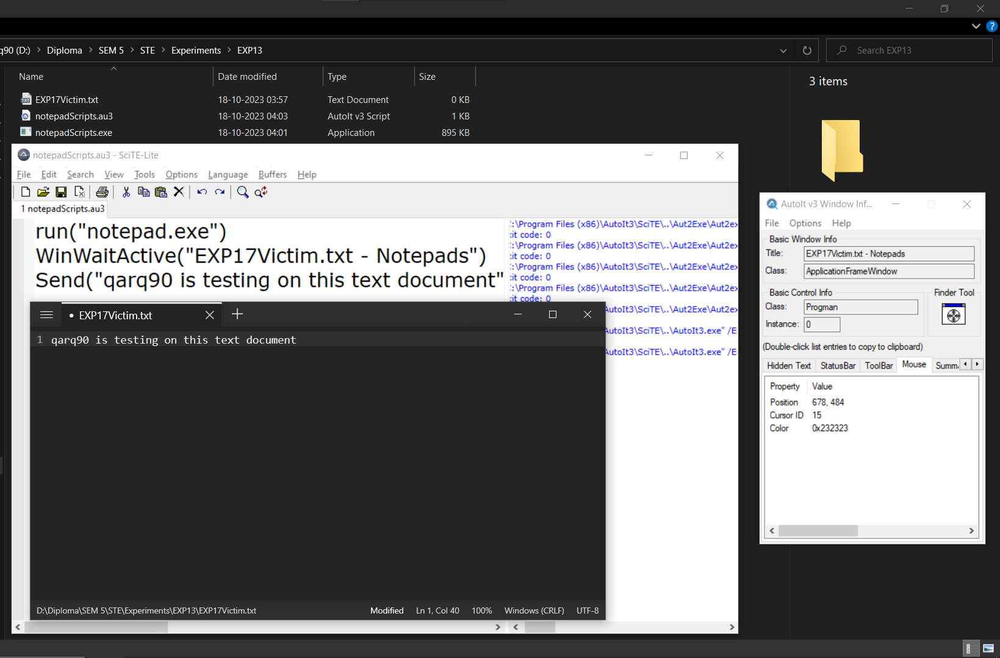 q90 (D:) > Diploma > SEM 5 > STE > Experiments > EXP13
Search EXP13
Name Date modified Type Size
3 items
EXP17Victim.txt 18-10-2023 03:57 Text Document 0 KB
notepadScripts.au3 18-10-2023 04:03 AutoIt v3 Script 1 KB
notepadScripts.exe 18-10-2023 04:01 Application 895 KB
notepadScripts.au3 - SciTE-Lite
File Edit Search View Tools Options Language Buffers Help
1 notepadScripts.au3
run("notepad.exe")
WinWaitActive("EXP17Victim.txt - Notepads")
Send("qarq90 is testing on this text document"
:\Program Files (x86)\AutoIt3\SciTE\..\Aut2Exe\Aut2ex
it code: 0
:\Program Files (x86)\AutoIt3\SciTE\..\Aut2Exe\Aut2ex
it code: 0
:\Program Files (x86)\AutoIt3\SciTE\..\Aut2Exe\Aut2ex
it code: 0
:\Program Files (x86)\AutoIt3\SciTE\..\Aut2Exe\Aut2ex
it code: 0
AutoIt3\SciTE\..\Aut2Exe\Aut2ex
AutoIt3\SciTE\..\AutoIt3.exe" /E
AutoIt3\SciTE\..\AutoIt3.exe" /E
• EXP17Victim.txt
1 qarq90 is testing on this text document
D:\Diploma\SEM 5\STE\Experiments\EXP13\EXP17Victim.txt Modified Ln 1, Col 40 100% Windows (CRLF) UTF-8
AutoIt v3 Window Inf...
File Options Help
Basic Window Info
Title: EXP17Victim.txt - Notepads
Class: ApplicationFrameWindow
Basic Control Info
Class: Progman
Instance: 0
Finder Tool
(Double-click list entries to copy to clipboard)
Hidden Text StatusBar ToolBar Mouse Summ
Property Value
Position 678, 484
Cursor ID 15
Color 0x232323